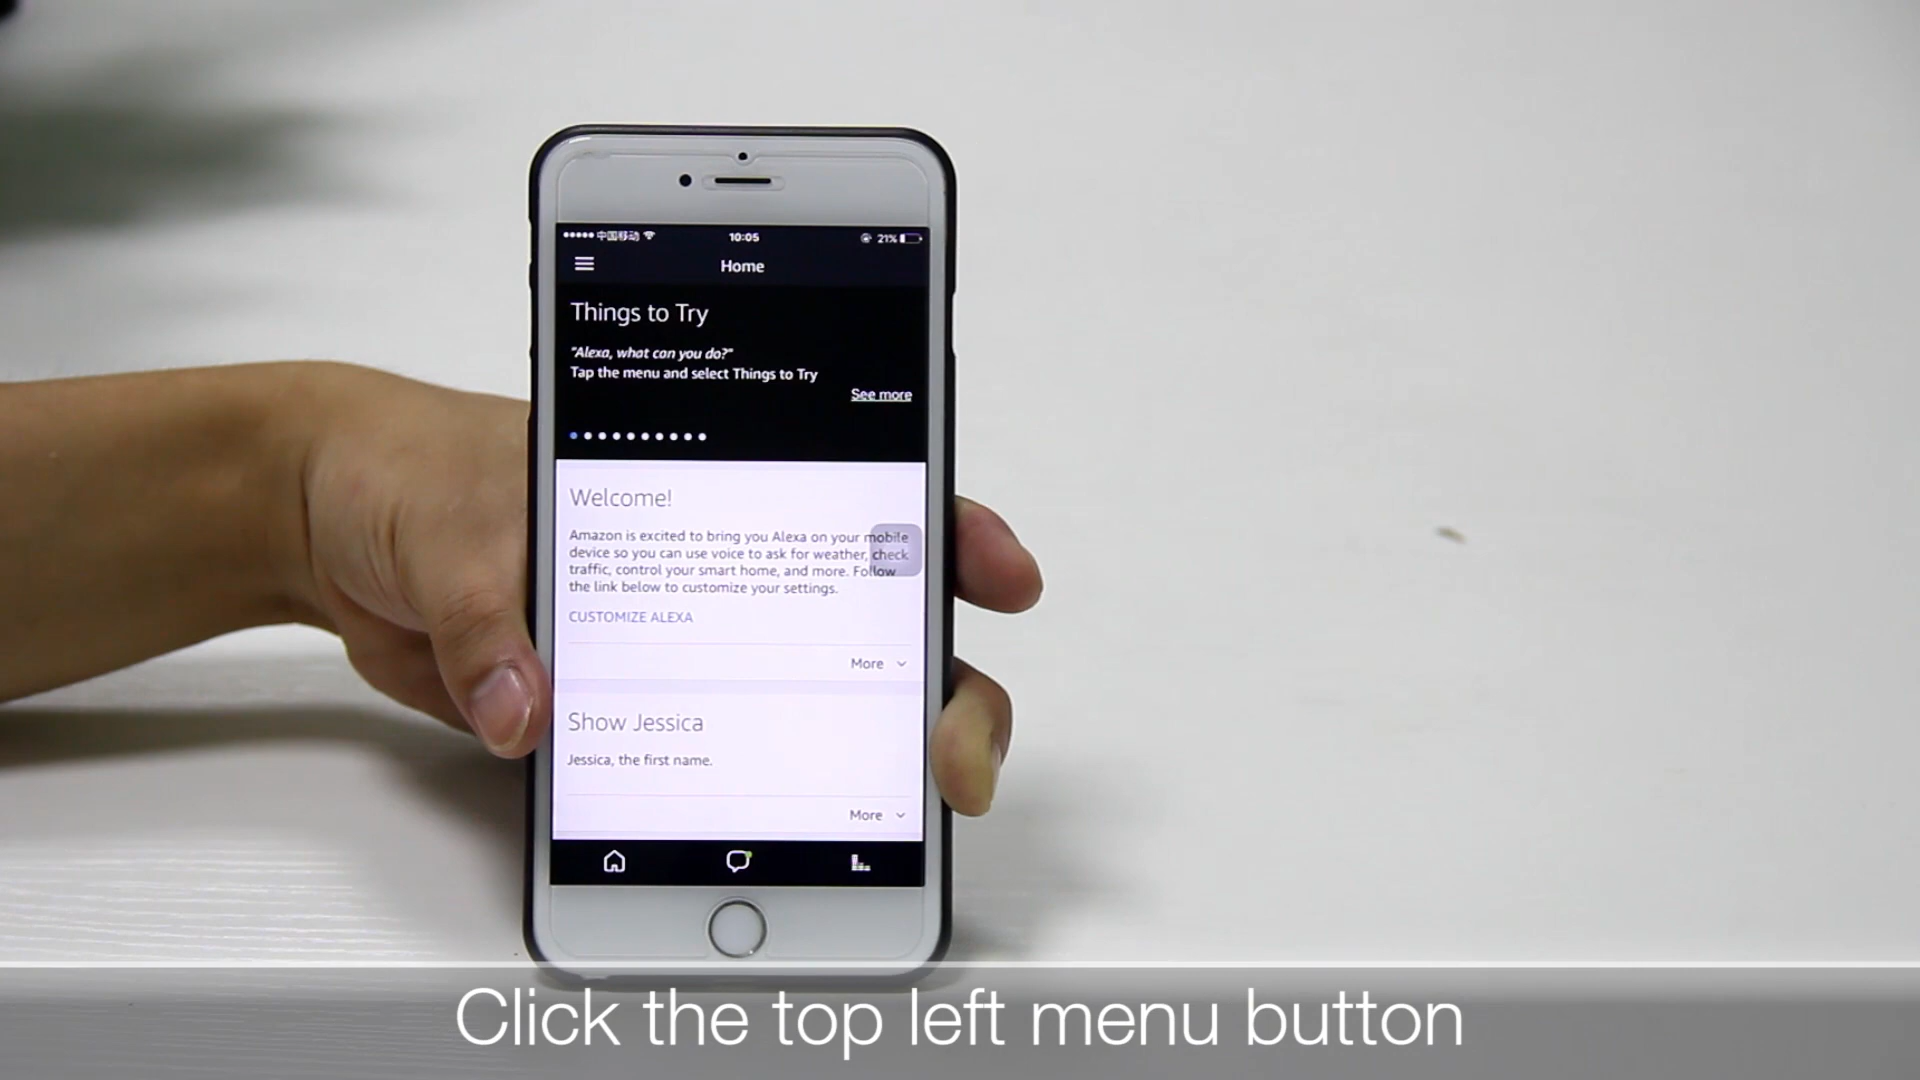 中国移动 10:05 21%
Home
Things to Try
"Alexa, what can you do?"
Tap the menu and select Things to Try
See more
Welcome!
Amazon is excited to bring you Alexa on your mobile
device so you can use voice to ask for weather, check
traffic, control your smart home, and more. Follow
the link below to customize your settings.
CUSTOMIZE ALEXA
More
Show Jessica
Jessica, the first name.
More
Click the top left menu button